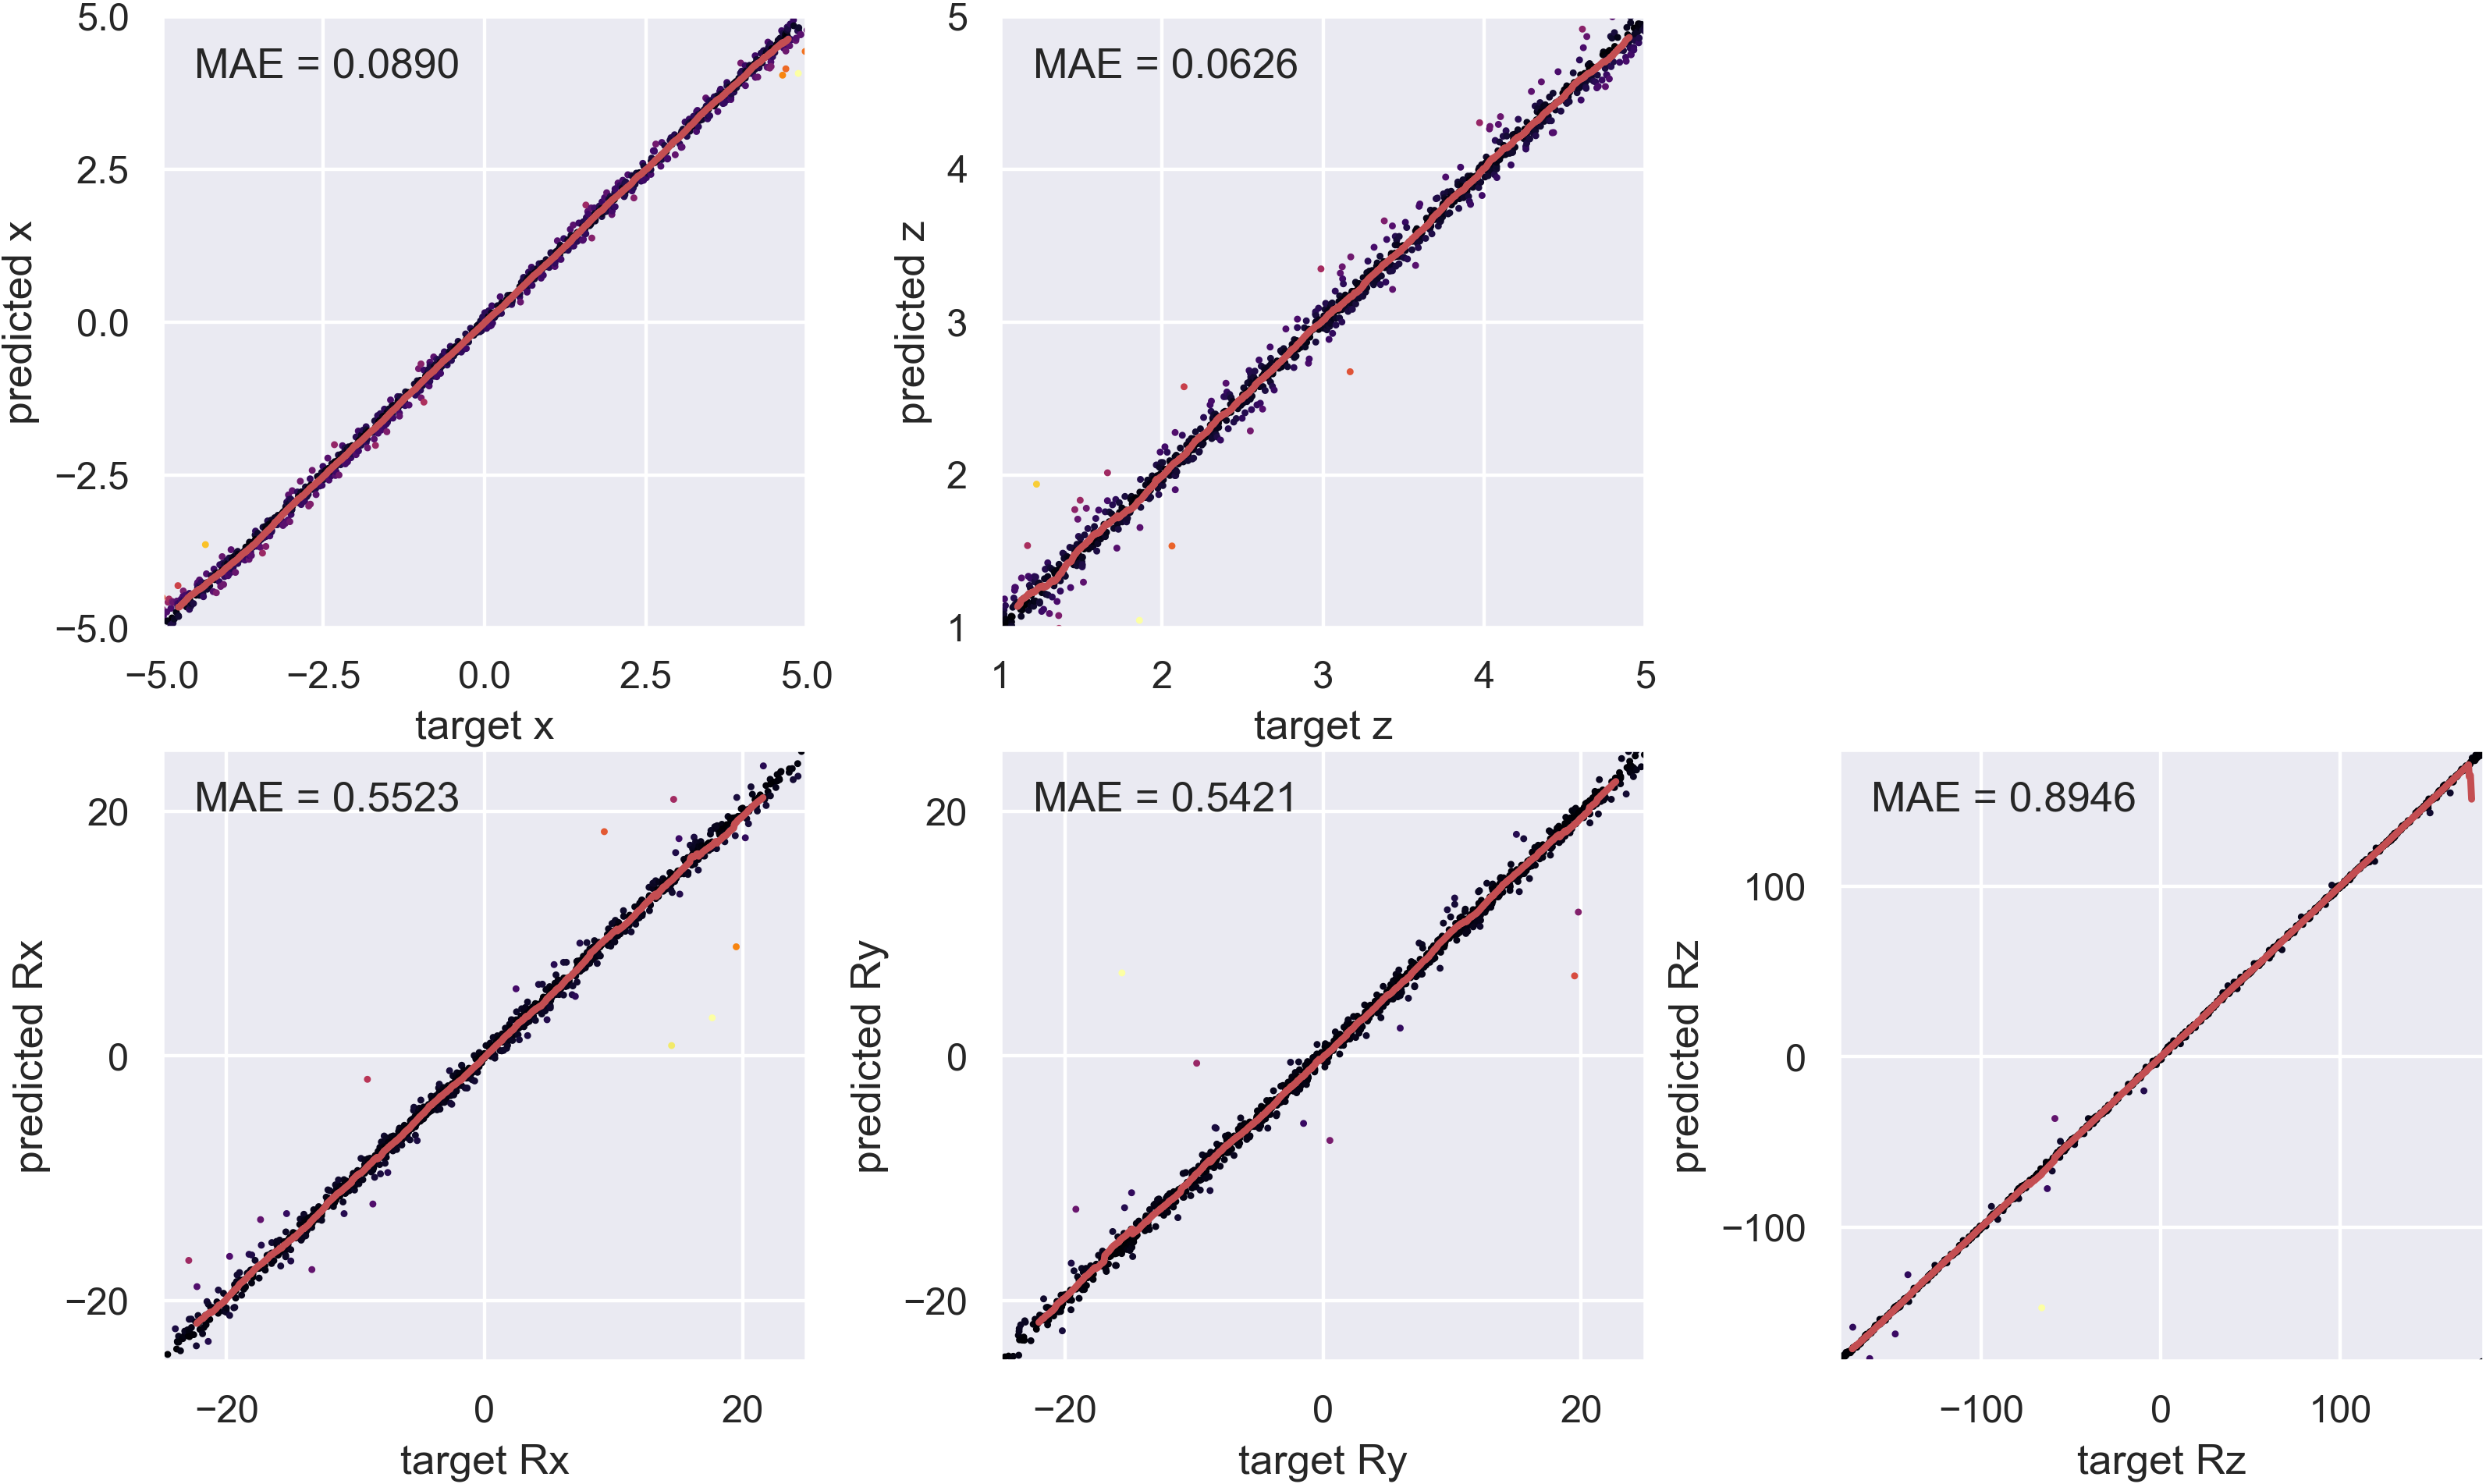 MAE = 0.0890
5.0
2.5
0.0
−2.5
−5.0
predicted x
−5.0 −2.5 0.0 2.5 5.0
target x
MAE = 0.0626
5
4
3
2
1
predicted z
1 2 3 4 5
target z
MAE = 0.5523
20
0
−20
predicted Rx
−20 0 20
target Rx
MAE = 0.5421
20
0
−20
predicted Ry
−20 0 20
target Ry
MAE = 0.8946
100
0
−100
predicted Rz
−100 0 100
target Rz